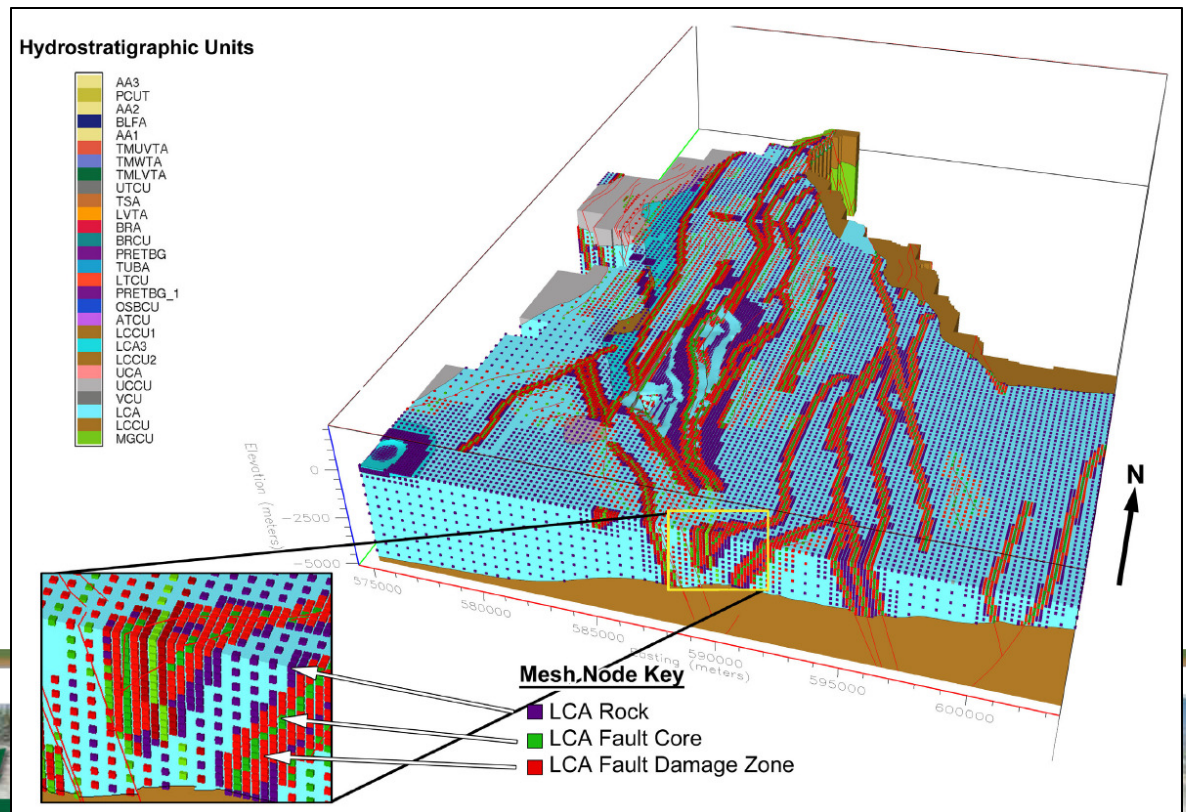 Hydrostratigraphic Units
AA3
PCUT
AA2
BLFA
AA1
TMUVTA
TMWTA
TMLVTA
UTCU
TSA
LVTA
BRA
BRCU
PRETBG
TUBA
LTCU
PRETBG_1
OSBCU
ATCU
LCCU1
LCA3
LCCU2
UCA
UCCU
VCU
LCA
LCCU
MGCU
Elevation (meters)
0
−2500
−5000
575000
580000
585000
590000
595000
600000
Easting (meters)
N
Mesh Node Key
LCA Rock
LCA Fault Core
LCA Fault Damage Zone